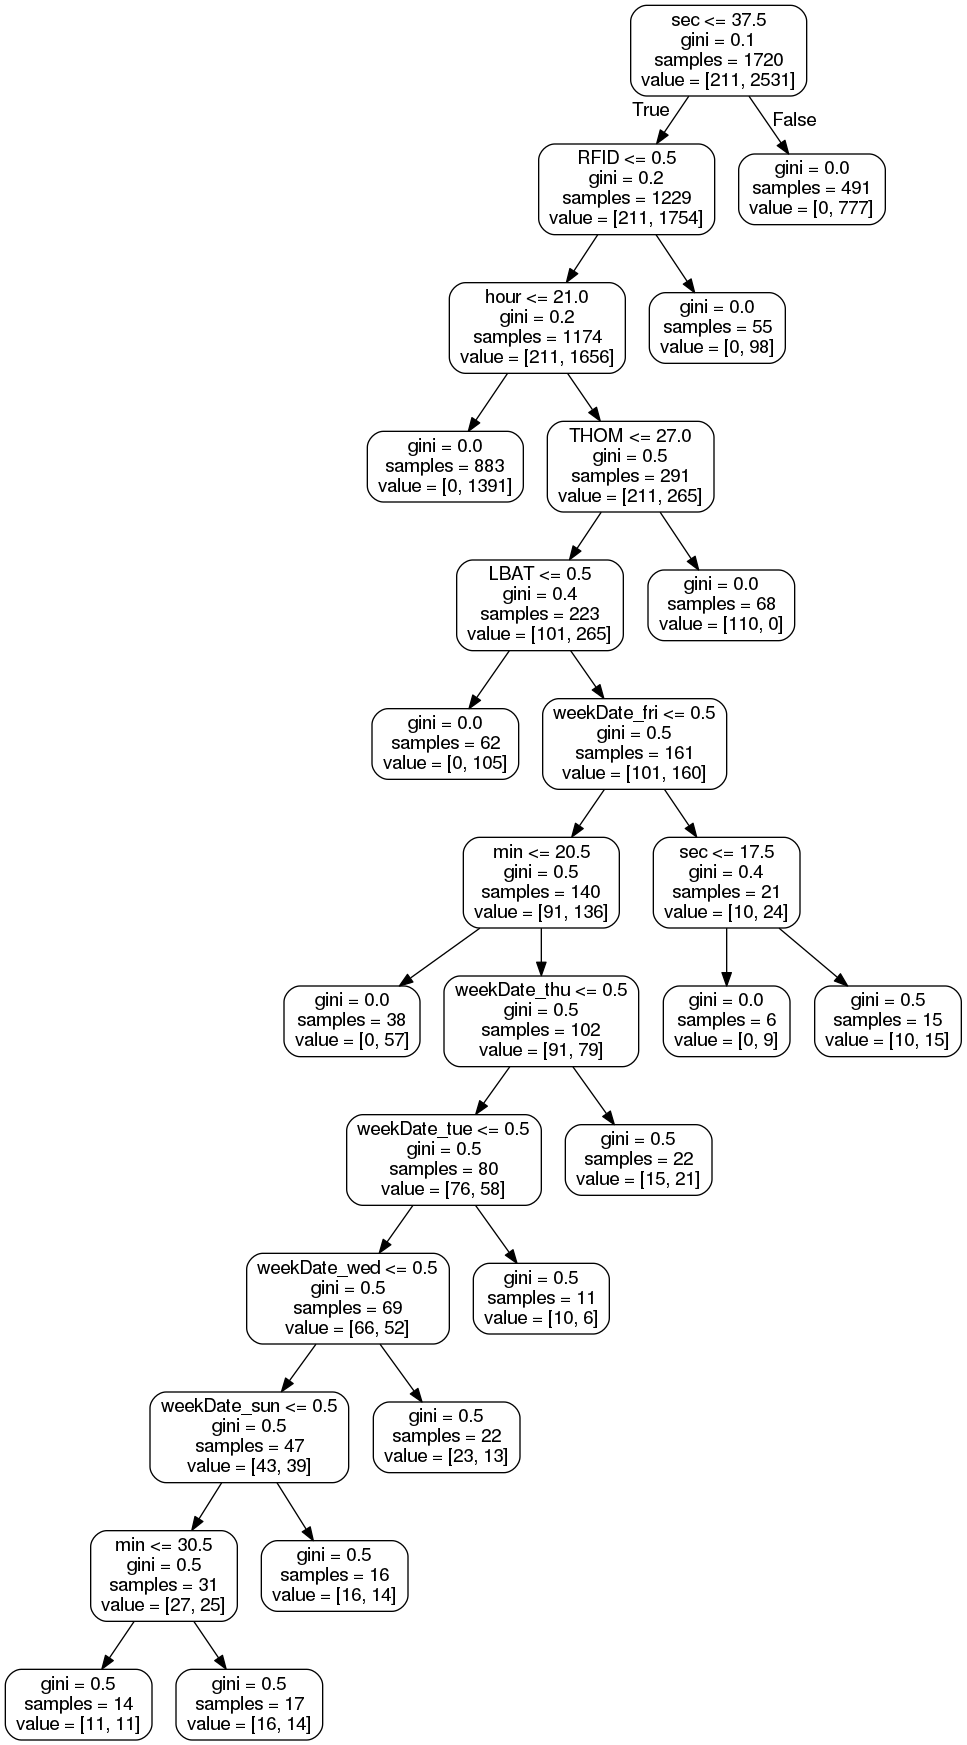 sec <= 37.5
gini = 0.1
samples = 1720
value = [211, 2531]
True
False
RFID <= 0.5
gini = 0.2
samples = 1229
value = [211, 1754]
gini = 0.0
samples = 491
value = [0, 777]
hour <= 21.0
gini = 0.2
samples = 1174
value = [211, 1656]
gini = 0.0
samples = 55
value = [0, 98]
gini = 0.0
samples = 883
value = [0, 1391]
THOM <= 27.0
gini = 0.5
samples = 291
value = [211, 265]
LBAT <= 0.5
gini = 0.4
samples = 223
value = [101, 265]
gini = 0.0
samples = 68
value = [110, 0]
gini = 0.0
samples = 62
value = [0, 105]
weekDate_fri <= 0.5
gini = 0.5
samples = 161
value = [101, 160]
min <= 20.5
gini = 0.5
samples = 140
value = [91, 136]
sec <= 17.5
gini = 0.4
samples = 21
value = [10, 24]
gini = 0.0
samples = 38
value = [0, 57]
weekDate_thu <= 0.5
gini = 0.5
samples = 102
value = [91, 79]
gini = 0.0
samples = 6
value = [0, 9]
gini = 0.5
samples = 15
value = [10, 15]
weekDate_tue <= 0.5
gini = 0.5
samples = 80
value = [76, 58]
gini = 0.5
samples = 22
value = [15, 21]
weekDate_wed <= 0.5
gini = 0.5
samples = 69
value = [66, 52]
gini = 0.5
samples = 11
value = [10, 6]
weekDate_sun <= 0.5
gini = 0.5
samples = 47
value = [43, 39]
gini = 0.5
samples = 22
value = [23, 13]
min <= 30.5
gini = 0.5
samples = 31
value = [27, 25]
gini = 0.5
samples = 16
value = [16, 14]
gini = 0.5
samples = 14
value = [11, 11]
gini = 0.5
samples = 17
value = [16, 14]